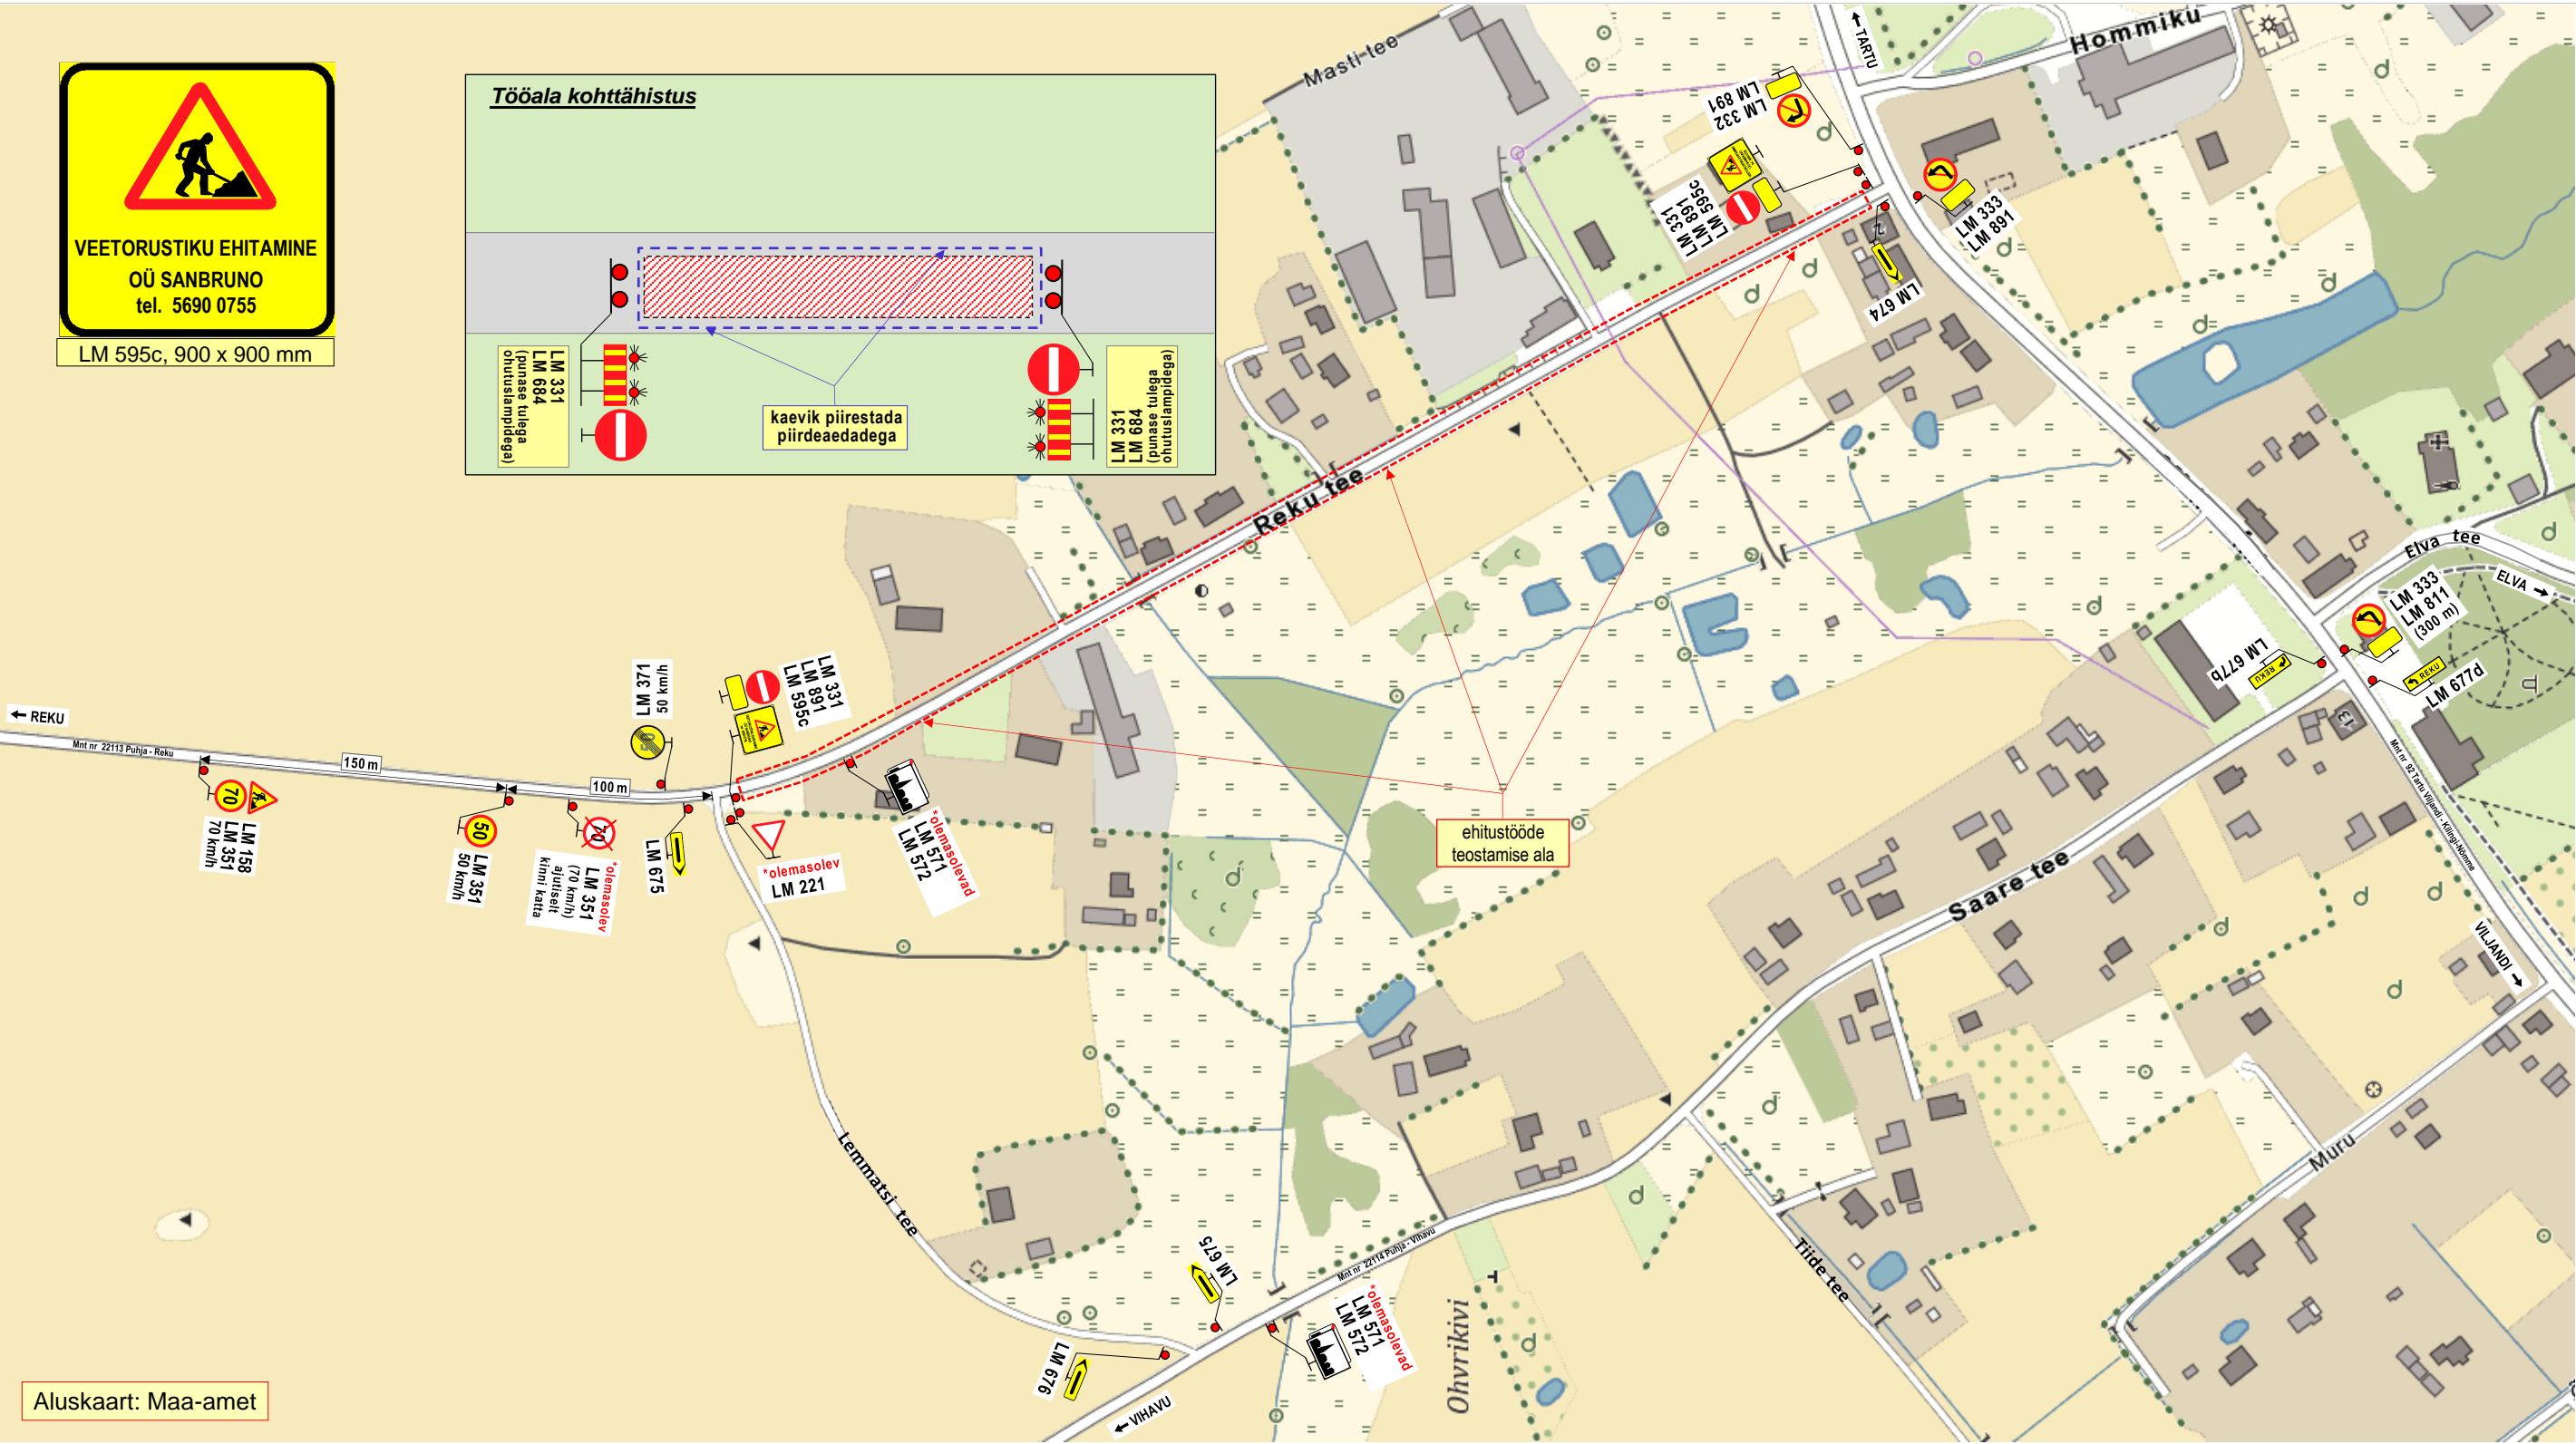 VEETORUSTIKU EHITAMINE
OÜ SANBRUNO
tel. 5690 0755
LM 595c, 900 x 900 mm
Tööala kohttähistus
LM 331
LM 684
(punase tulega
ohutuslampidega)
kaevik piirestada
piirdeaedadega
LM 331
LM 684
(punase tulega
ohutuslampidega)
Masti tee
TARTU
Hommiku
LM 332
LM 891
LM 595c
LM 891
LM 331
LM 333
LM 891
2
LM 674
Reku tee
E
Elva tee
ELVA
LM 333
LM 811
(300 m)
REKU
LM 677b
REKU
LM 677d
13
Mnt nr 92 Tartu Viljandi - Kilingi-Nõmme
VILJANDI
REKU
Mnt nr 22113 Puhja - Reku
150 m
100 m
70
LM 158
LM 351
70 km/h
50
LM 351
50 km/h
70
*olemasolev
LM 351
(70 km/h)
ajutiselt
kinni katta
LM 371
50 km/h
50
LM 675
LM 331
LM 891
LM 595c
*olemasolev
LM 221
*olemasolevad
LM 571
LM 572
ehitustööde
teostamise ala
Saare tee
Lemmatsi tee
Muru
Tiide tee
Mnt nr 22114 Puhja - Vihavu
LM 675
*olemasolevad
LM 571
LM 572
LM 676
VIHAVU
Ohvrikivi
Aluskaart: Maa-amet